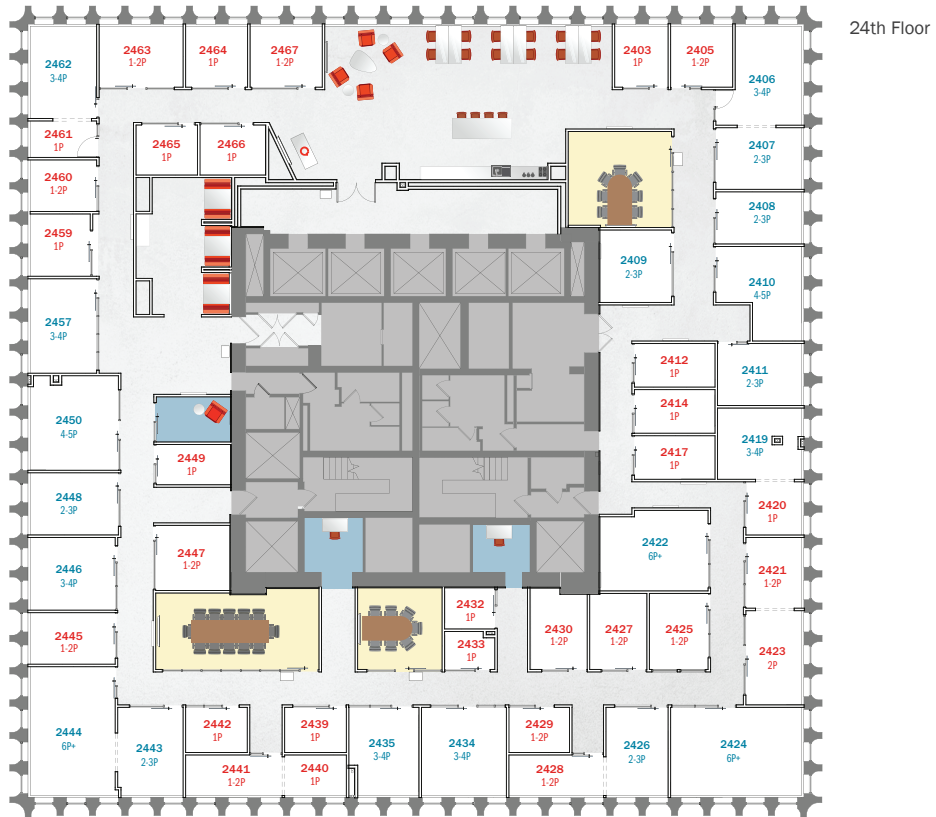 24th Floor
2462
3-4P
2463
1-2P
2464
1P
2467
1-2P
2403
1P
2405
1-2P
2406
3-4P
2461
1P
2465
1P
2466
1P
2407
2-3P
2460
1-2P
2408
2-3P
2459
1P
2409
2-3P
2410
4-5P
2457
3-4P
2412
1P
2411
2-3P
2450
4-5P
2414
1P
2419
3-4P
2449
1P
2417
1P
2448
2-3P
2420
1P
2447
1-2P
2422
6P+
2446
3-4P
2421
1-2P
2432
1P
2430
1-2P
2427
1-2P
2425
1-2P
2445
1-2P
2433
1P
2423
2P
2444
6P+
2443
2-3P
2442
1P
2439
1P
2435
3-4P
2434
3-4P
2429
1-2P
2426
2-3P
2424
6P+
2441
1-2P
2440
1P
2428
1-2P